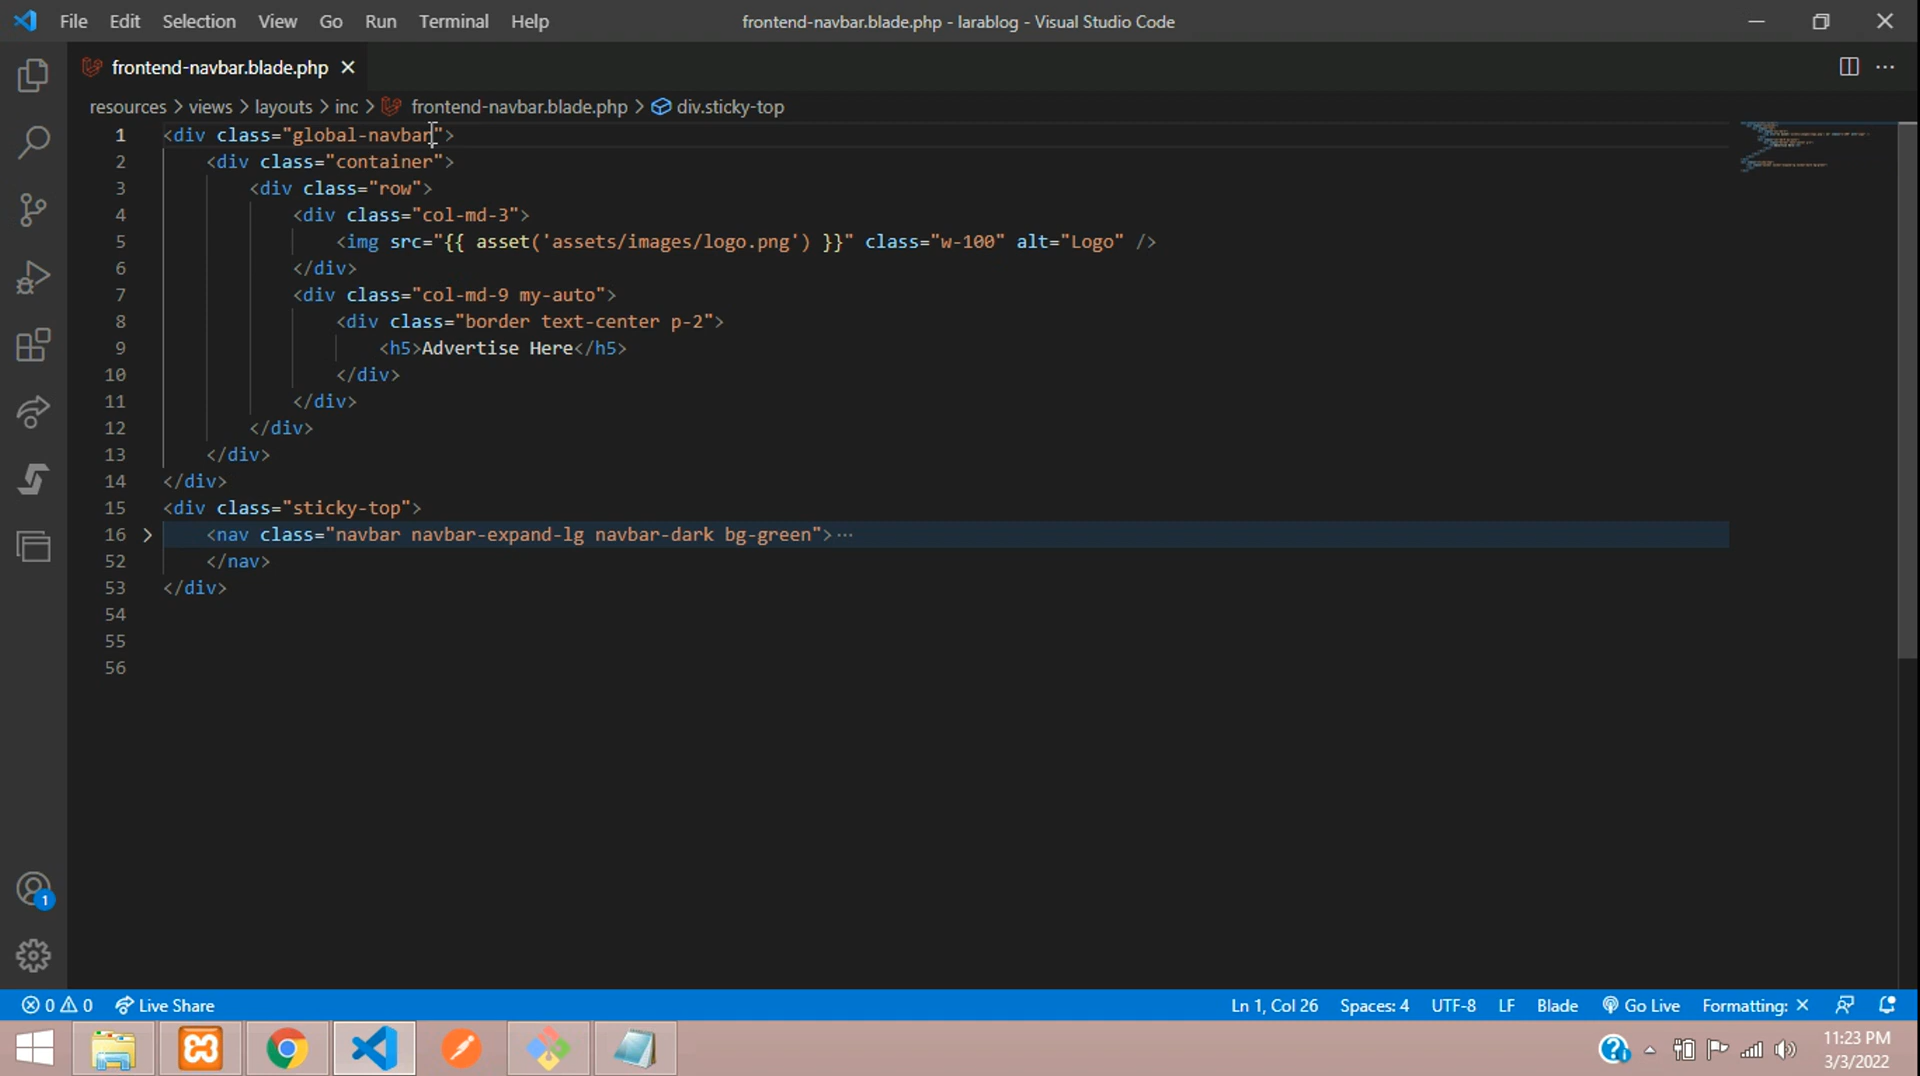 File Edit Selection View Go Run Terminal Help frontend-navbar.blade.php - larablog - Visual Studio Code
frontend-navbar.blade.php
resources > views > layouts > inc > frontend-navbar.blade.php > div.sticky-top
1 <div class="global-navbar">
2 <div class="container">
3 <div class="row">
4 <div class="col-md-3">
5 <img src="{{ asset('assets/images/logo.png') }}" class="w-100" alt="Logo" />
6 </div>
7 <div class="col-md-9 my-auto">
8 <div class="border text-center p-2">
9 <h5>Advertise Here</h5>
10 </div>
11 </div>
12 </div>
13 </div>
14 </div>
15 <div class="sticky-top">
16 <nav class="navbar navbar-expand-lg navbar-dark bg-green">···
52 </nav>
53 </div>
54
55
56
1
0 0 Live Share Ln 1, Col 26 Spaces: 4 UTF-8 LF Blade Go Live Formatting: ×
11:23 PM
3/3/2022